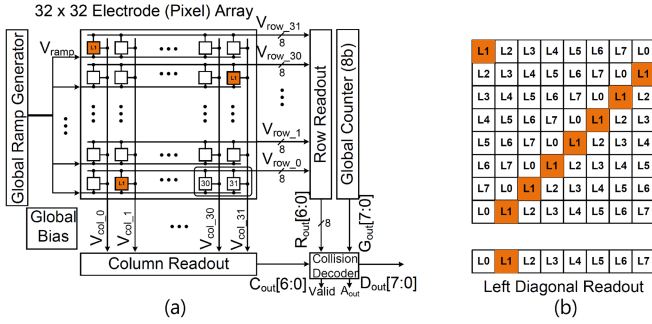 32 x 32 Electrode (Pixel) Array
Global Ramp Generator
V_ramp
L1
V_row_31
8
V_row_30
8
L1
V_row_1
8
V_row_0
8
L1
30
31
Row Readout
Global Counter (8b)
Global
Bias
V_col_0
V_col_1
V_col_30
V_col_31
R_out[6:0]
8
G_out[7:0]
Column Readout
C_out[6:0]
Collision
Decoder
Valid
A_out
D_out[7:0]
(a)
L1 L2 L3 L4 L5 L6 L7 L0
L2 L3 L4 L5 L6 L7 L0 L1
L3 L4 L5 L6 L7 L0 L1 L2
L4 L5 L6 L7 L0 L1 L2 L3
L5 L6 L7 L0 L1 L2 L3 L4
L6 L7 L0 L1 L2 L3 L4 L5
L7 L0 L1 L2 L3 L4 L5 L6
L0 L1 L2 L3 L4 L5 L6 L7
L0 L1 L2 L3 L4 L5 L6 L7
Left Diagonal Readout
(b)